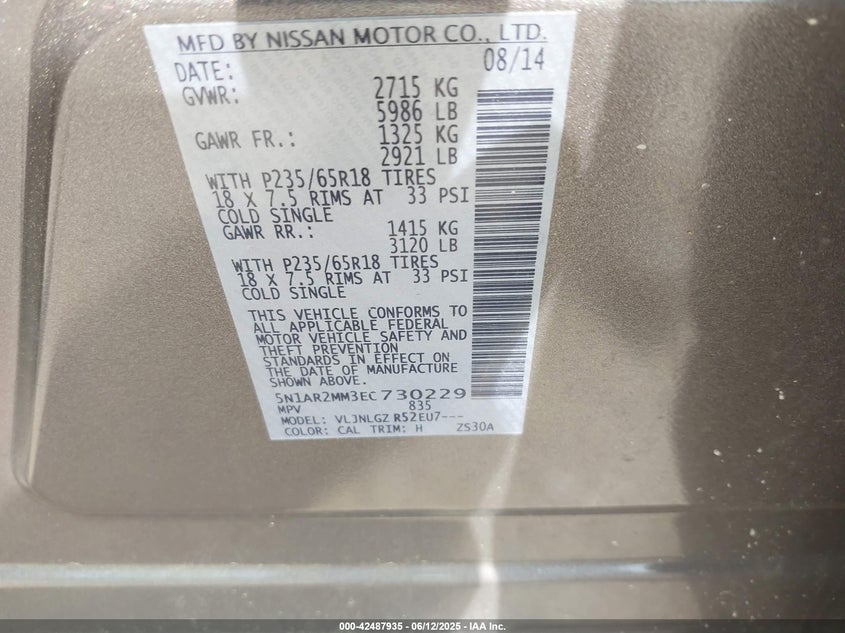 MFD BY NISSAN MOTOR CO., LTD.
DATE: 08/14
GVWR: 2715 KG
5986 LB
GAWR FR.: 1325 KG
2921 LB
WITH P235/65R18 TIRES
18 X 7.5 RIMS AT 33 PSI
COLD SINGLE
GAWR RR.: 1415 KG
3120 LB
WITH P235/65R18 TIRES
18 X 7.5 RIMS AT 33 PSI
COLD SINGLE
THIS VEHICLE CONFORMS TO
ALL APPLICABLE FEDERAL
MOTOR VEHICLE SAFETY AND
THEFT PREVENTION
STANDARDS IN EFFECT ON
THE DATE OF MANUFACTURE
SHOWN ABOVE.
5N1AR2MM3EC730229
MPV 835
MODEL: VLJNLGZ R52EU7---
COLOR: CAL TRIM: H ZS30A
000-42487935 - 06/12/2025 - IAA Inc.